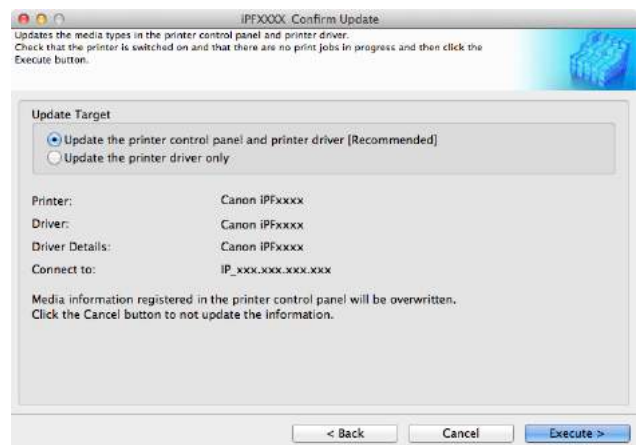 iPFXXXX Confirm Update
Updates the media types in the printer control panel and printer driver.
Check that the printer is switched on and that there are no print jobs in progress and then click the
Execute button.
Update Target
Update the printer control panel and printer driver [Recommended]
Update the printer driver only
Printer: Canon iPFxxxx
Driver: Canon iPFxxxx
Driver Details: Canon iPFxxxx
Connect to: IP_xxx.xxx.xxx.xxx
Media information registered in the printer control panel will be overwritten.
Click the Cancel button to not update the information.
< Back Cancel Execute >